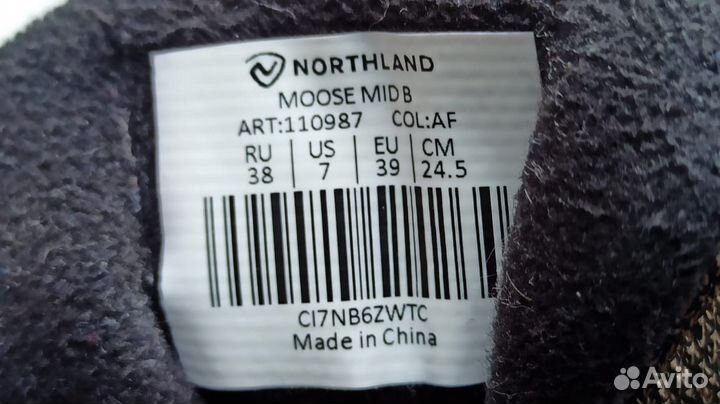 NORTHLAND
MOOSE MID B
ART:110987 COL:AF
RU US EU CM
38 7 39 24.5
CI7NB6ZWTC
Made in China
Avito